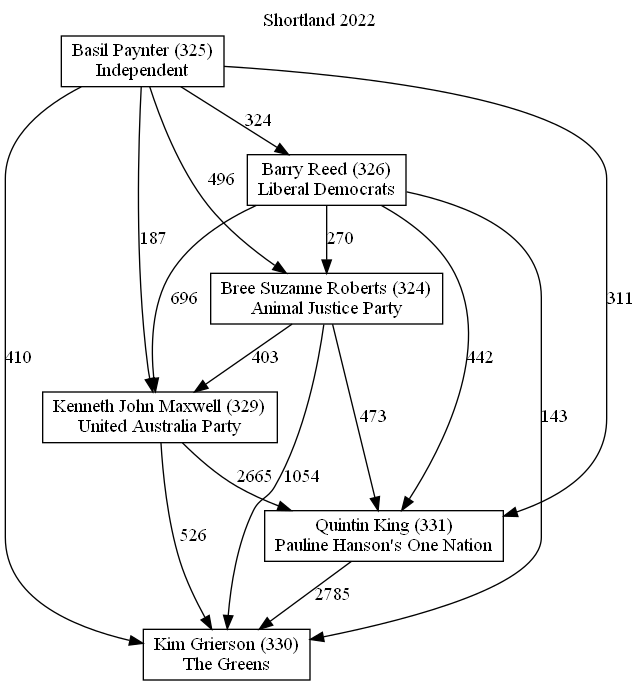 Shortland 2022
Basil Paynter (325)
Independent
324
Barry Reed (326)
Liberal Democrats
496
187
270
696
311
Bree Suzanne Roberts (324)
Animal Justice Party
410
403
442
Kenneth John Maxwell (329)
United Australia Party
473
143
2665
1054
526
Quintin King (331)
Pauline Hanson's One Nation
2785
Kim Grierson (330)
The Greens